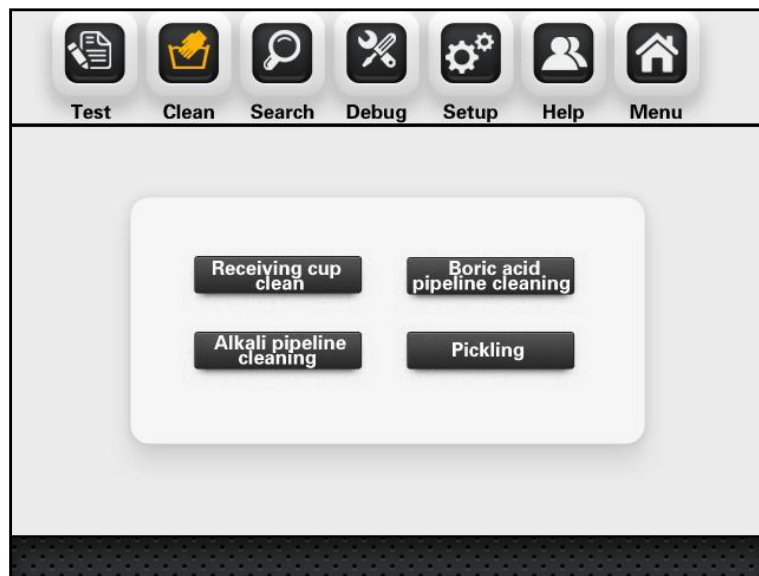 Test Clean Search Debug Setup Help Menu
Receiving cup
clean
Boric acid
pipeline cleaning
Alkali pipeline
cleaning
Pickling